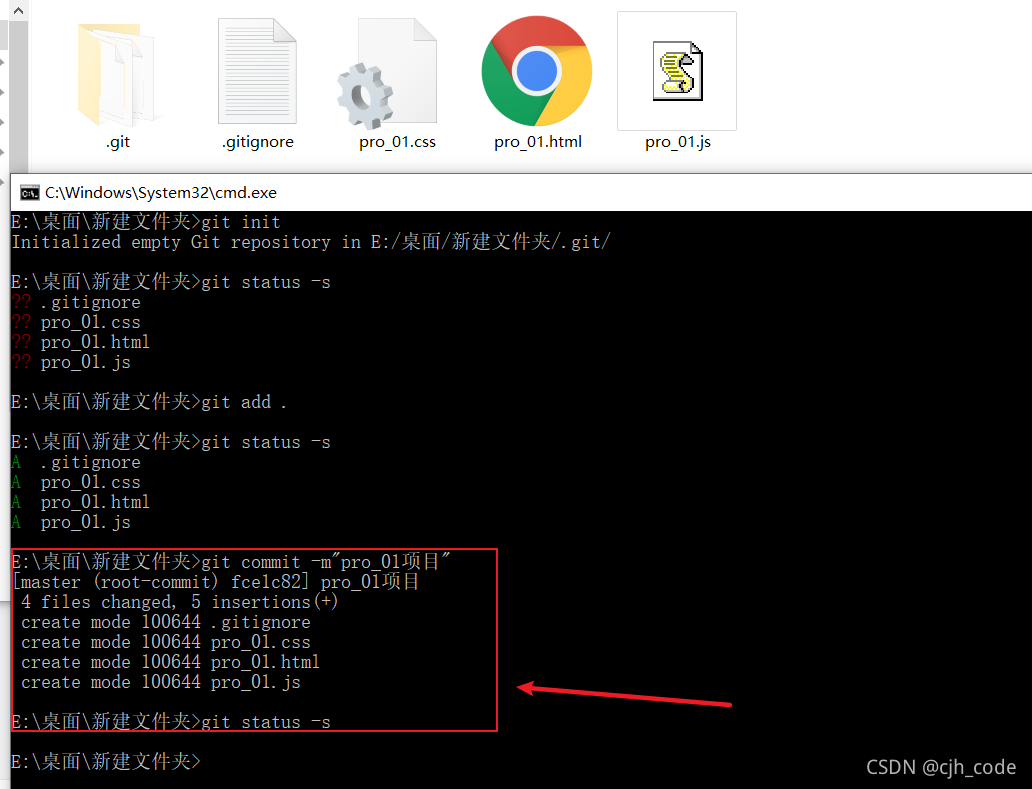 .git
.gitignore
pro_01.css
pro_01.html
pro_01.js
C:\Windows\System32\cmd.exe
E:\桌面\新建文件夹>git init
Initialized empty Git repository in E:/桌面/新建文件夹/.git/
E:\桌面\新建文件夹>git status -s
?? .gitignore
?? pro_01.css
?? pro_01.html
?? pro_01.js
E:\桌面\新建文件夹>git add .
E:\桌面\新建文件夹>git status -s
A  .gitignore
A  pro_01.css
A  pro_01.html
A  pro_01.js
E:\桌面\新建文件夹>git commit -m"pro_01项目"
[master (root-commit) fce1c82] pro_01项目
 4 files changed, 5 insertions(+)
 create mode 100644 .gitignore
 create mode 100644 pro_01.css
 create mode 100644 pro_01.html
 create mode 100644 pro_01.js
E:\桌面\新建文件夹>git status -s
E:\桌面\新建文件夹>
CSDN @cjh_code